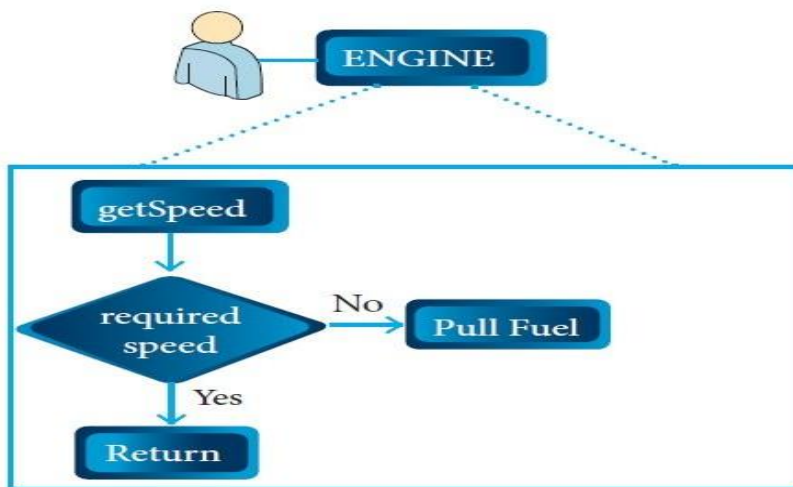 ENGINE
getSpeed
required
speed
No
Pull Fuel
Yes
Return